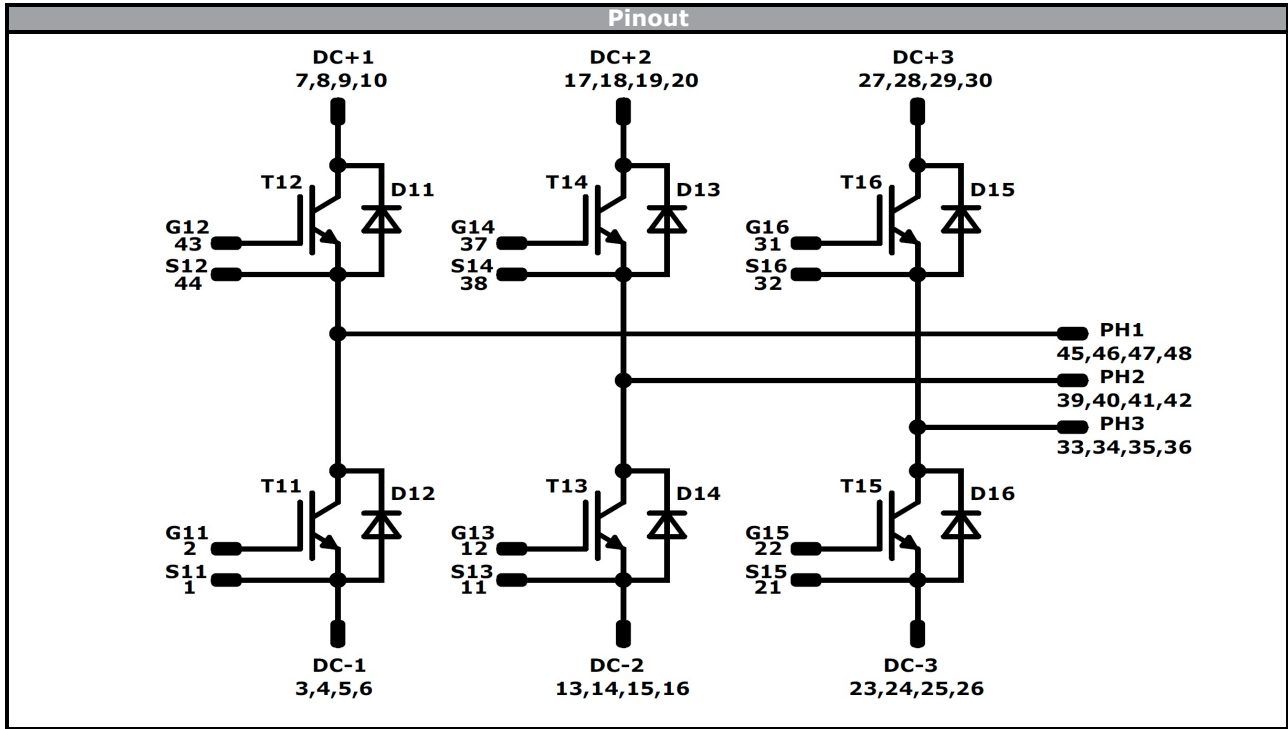 Pinout
DC+1
7,8,9,10
DC+2
17,18,19,20
DC+3
27,28,29,30
T12
D11
G12
43
S12
44
T14
D13
G14
37
S14
38
T16
D15
G16
31
S16
32
PH1
45,46,47,48
PH2
39,40,41,42
PH3
33,34,35,36
T11
D12
G11
2
S11
1
T13
D14
G13
12
S13
11
T15
D16
G15
22
S15
21
DC-1
3,4,5,6
DC-2
13,14,15,16
DC-3
23,24,25,26